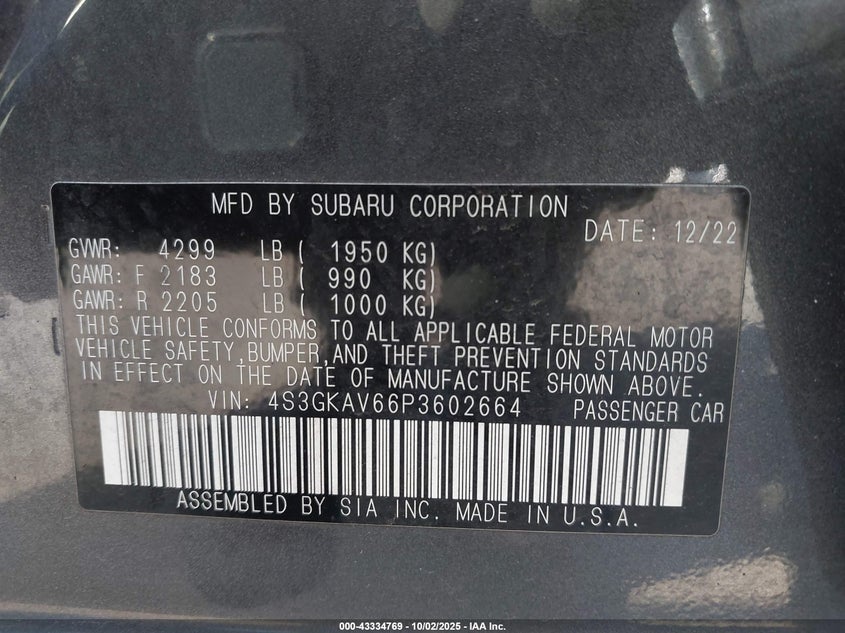 MFD BY SUBARU CORPORATION
DATE: 12/22
GVWR: 4299 LB ( 1950 KG)
GAWR: F 2183 LB ( 990 KG)
GAWR: R 2205 LB ( 1000 KG)
THIS VEHICLE CONFORMS TO ALL APPLICABLE FEDERAL MOTOR
VEHICLE SAFETY,BUMPER,AND THEFT PREVENTION STANDARDS
IN EFFECT ON THE DATE OF MANUFACTURE SHOWN ABOVE.
VIN: 4S3GKAV66P3602664 PASSENGER CAR
ASSEMBLED BY SIA INC. MADE IN U.S.A.
000-43334769 - 10/02/2025 - IAA Inc.